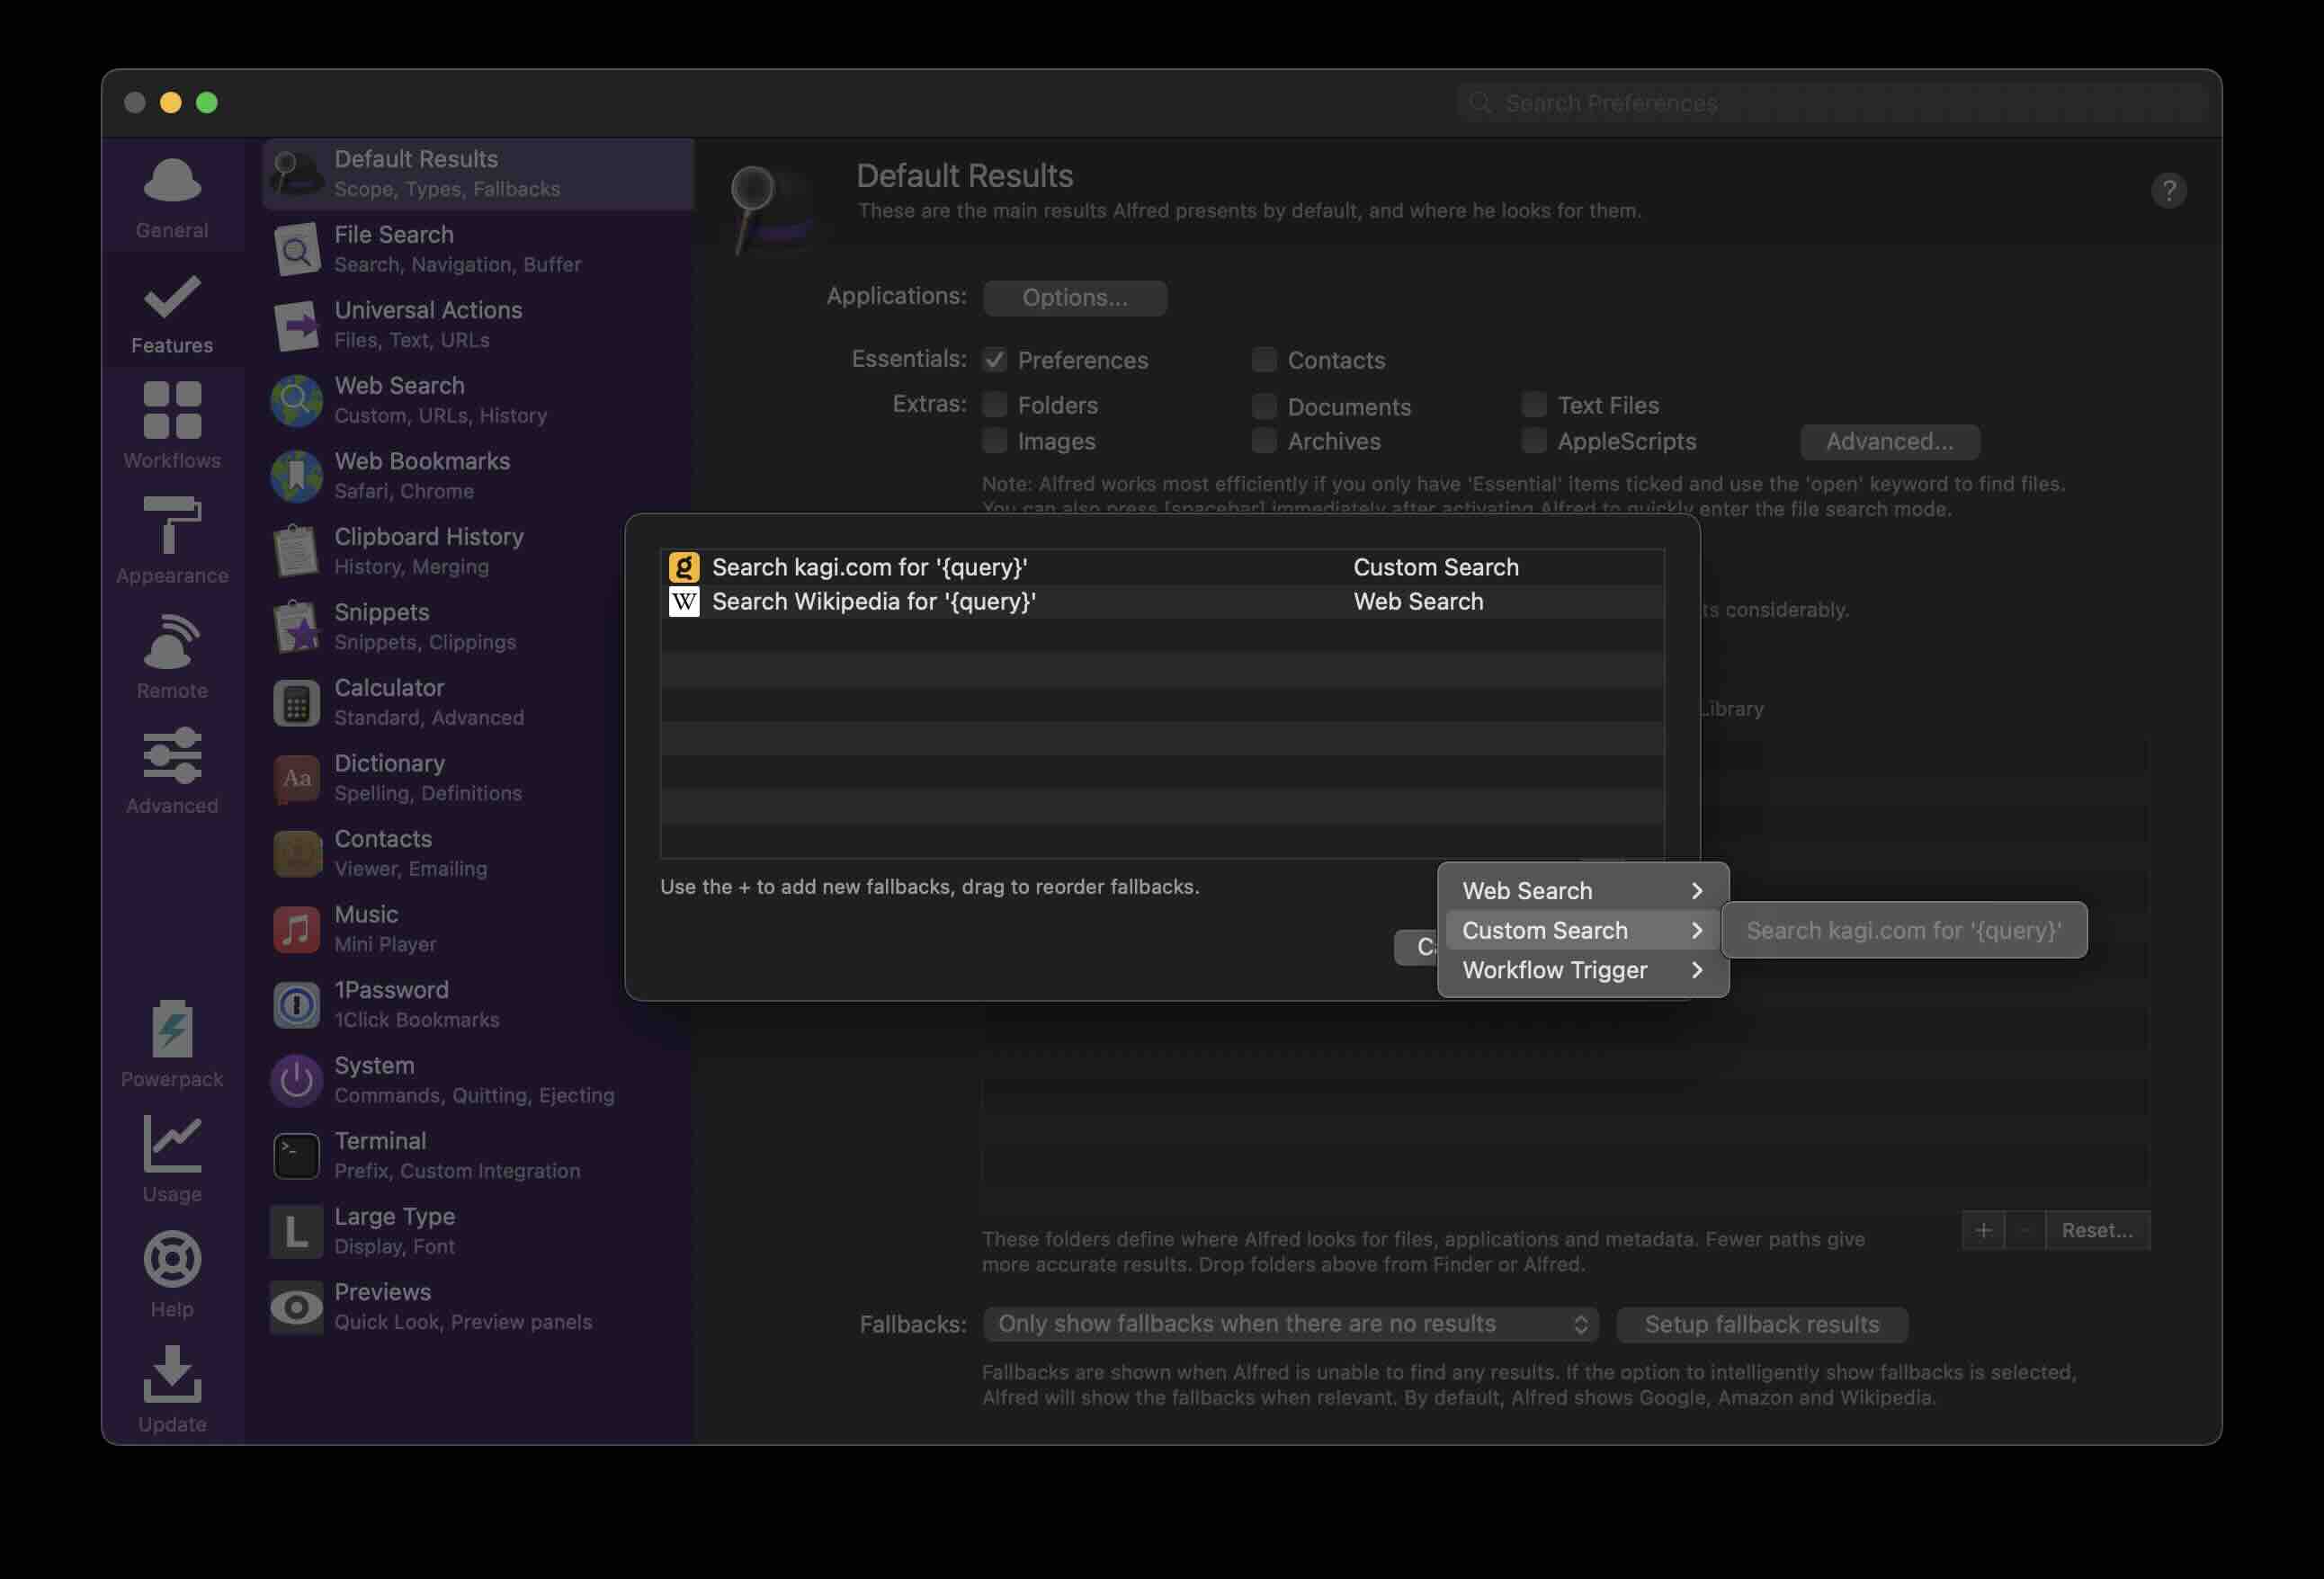 Search Preferences
General
Features
Workflows
Appearance
Remote
Advanced
Powerpack
Usage
Help
Update
Default Results
Scope, Types, Fallbacks
File Search
Search, Navigation, Buffer
Universal Actions
Files, Text, URLs
Web Search
Custom, URLs, History
Web Bookmarks
Safari, Chrome
Clipboard History
History, Merging
Snippets
Snippets, Clippings
Calculator
Standard, Advanced
Aa
Dictionary
Spelling, Definitions
Contacts
Viewer, Emailing
Music
Mini Player
1Password
1Click Bookmarks
System
Commands, Quitting, Ejecting
>_
Terminal
Prefix, Custom Integration
L
Large Type
Display, Font
Previews
Quick Look, Preview panels
Default Results
These are the main results Alfred presents by default, and where he looks for them.
?
Applications: Options...
Essentials: Preferences Contacts
Extras: Folders Documents Text Files
Images Archives AppleScripts Advanced...
Note: Alfred works most efficiently if you only have 'Essential' items ticked and use the 'open' keyword to find files.
You can also press [spacebar] immediately after activating Alfred to quickly enter the file search mode.
g Search kagi.com for '{query}' Custom Search
W Search Wikipedia for '{query}' Web Search
ts considerably.
Library
Use the + to add new fallbacks, drag to reorder fallbacks.
Web Search
Custom Search
Workflow Trigger
Search kagi.com for '{query}'
These folders define where Alfred looks for files, applications and metadata. Fewer paths give
more accurate results. Drop folders above from Finder or Alfred.
+ - Reset...
Fallbacks: Only show fallbacks when there are no results Setup fallback results
Fallbacks are shown when Alfred is unable to find any results. If the option to intelligently show fallbacks is selected,
Alfred will show the fallbacks when relevant. By default, Alfred shows Google, Amazon and Wikipedia.